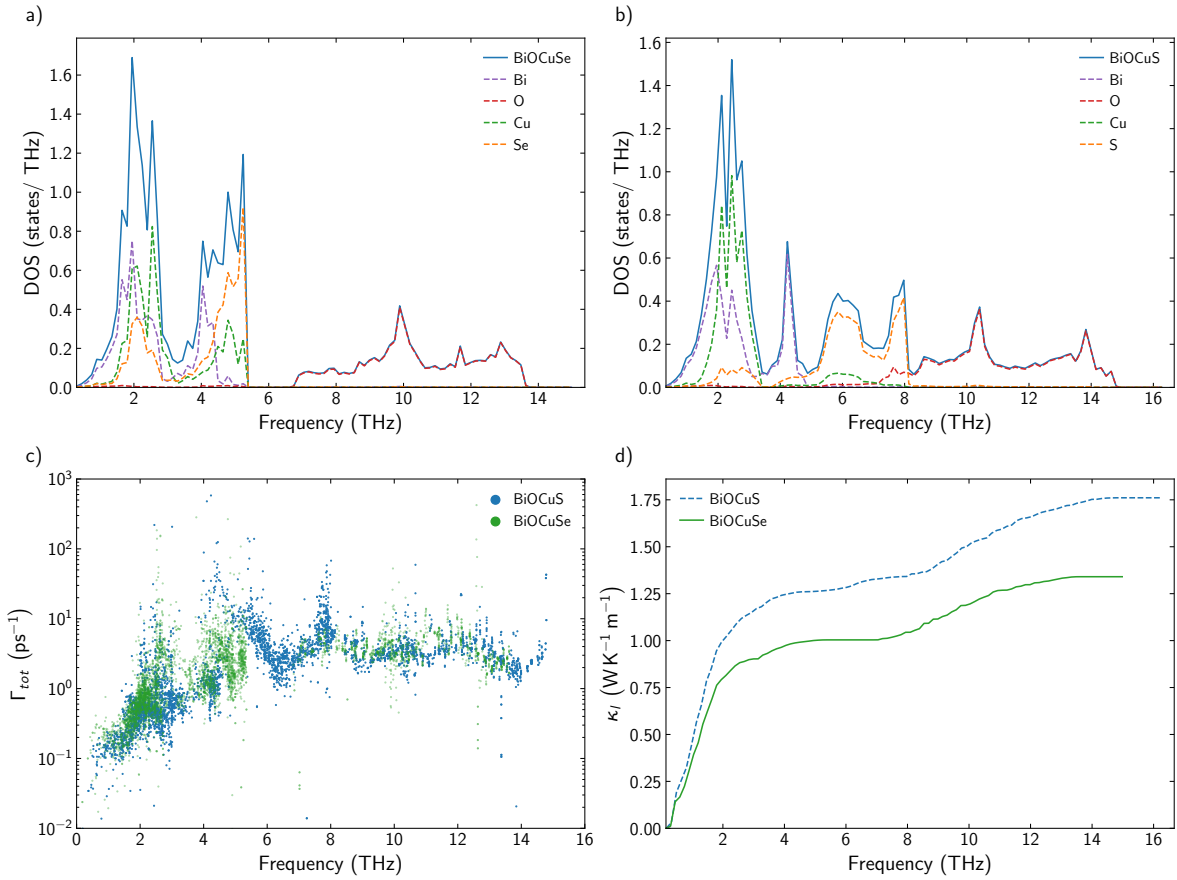 a)
DOS (states/ THz)
1.6
1.4
1.2
1.0
0.8
0.6
0.4
0.2
0.0
2 4 6 8 10 12 14
Frequency (THz)
BiOCuSe
Bi
O
Cu
Se
b)
DOS (states/ THz)
1.6
1.4
1.2
1.0
0.8
0.6
0.4
0.2
0.0
2 4 6 8 10 12 14 16
Frequency (THz)
BiOCuS
Bi
O
Cu
S
c)
Γtot (ps⁻¹)
10³
10²
10¹
10⁰
10⁻¹
10⁻²
0 2 4 6 8 10 12 14 16
Frequency (THz)
BiOCuS
BiOCuSe
d)
κl (W K⁻¹ m⁻¹)
1.75
1.50
1.25
1.00
0.75
0.50
0.25
0.00
2 4 6 8 10 12 14 16
Frequency (THz)
BiOCuS
BiOCuSe